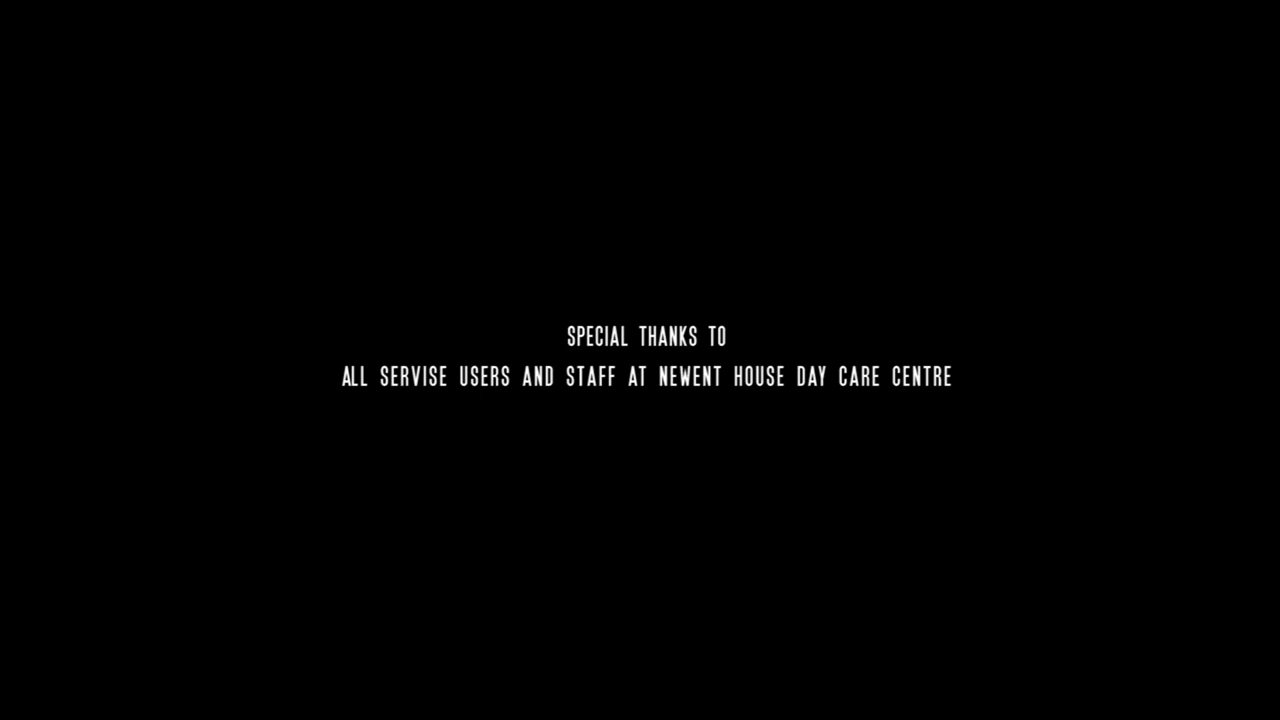 SPECIAL THANKS TO
ALL SERVISE USERS AND STAFF AT NEWENT HOUSE DAY CARE CENTRE